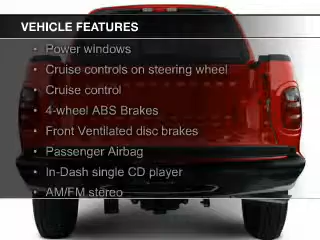 VEHICLE FEATURES
• Power windows
• Cruise controls on steering wheel
• Cruise control
• 4-wheel ABS Brakes
• Front Ventilated disc brakes
• Passenger Airbag
• In-Dash single CD player
• AM/FM stereo